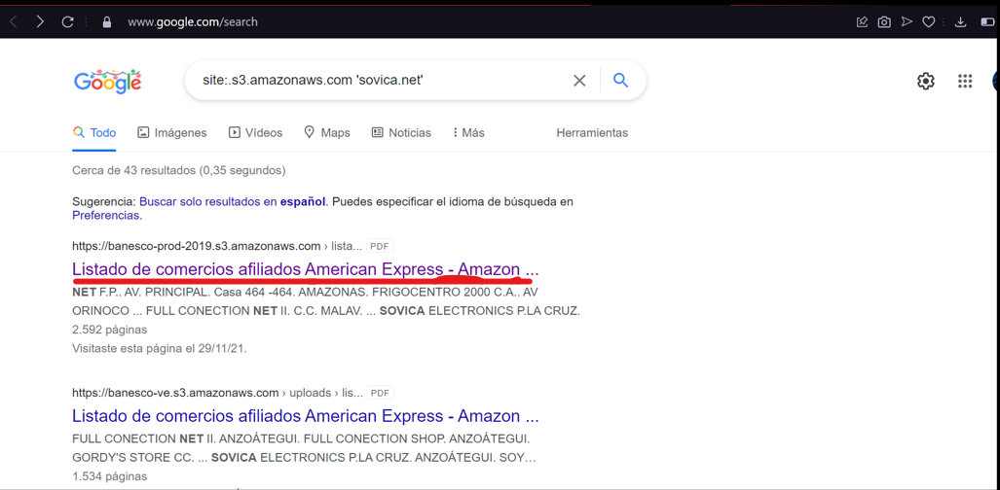 www.google.com/search
Google
site:.s3.amazonaws.com 'sovica.net'
Todo Imágenes Vídeos Maps Noticias Más Herramientas
Cerca de 43 resultados (0,35 segundos)
Sugerencia: Buscar solo resultados en español. Puedes especificar el idioma de búsqueda en
Preferencias.
https://banesco-prod-2019.s3.amazonaws.com › lista... PDF
Listado de comercios afiliados American Express - Amazon ...
NET F.P.. AV. PRINCIPAL. Casa 464 -464. AMAZONAS. FRIGOCENTRO 2000 C.A.. AV
ORINOCO ... FULL CONECTION NET II. C.C. MALAV. ... SOVICA ELECTRONICS P.LA CRUZ.
2.592 páginas
Visitaste esta página el 29/11/21.
https://banesco-ve.s3.amazonaws.com › uploads › lis... PDF
Listado de comercios afiliados American Express - Amazon ...
FULL CONECTION NET II. ANZOÁTEGUI. FULL CONECTION SHOP. ANZOÁTEGUI.
GORDY'S STORE CC. ... SOVICA ELECTRONICS P.LA CRUZ. ANZOÁTEGUI. SOY...
1.534 páginas